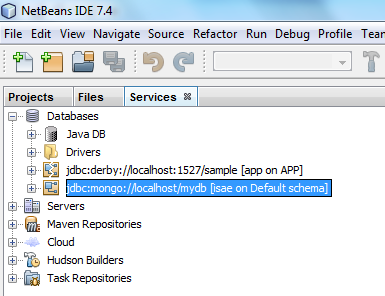 NetBeans IDE 7.4
File Edit View Navigate Source Refactor Run Debug Profile Team
Projects Files Services
Databases
Java DB
Drivers
jdbc:derby://localhost:1527/sample [app on APP]
jdbc:mongo://localhost/mydb [isae on Default schema]
Servers
Maven Repositories
Cloud
Hudson Builders
Task Repositories